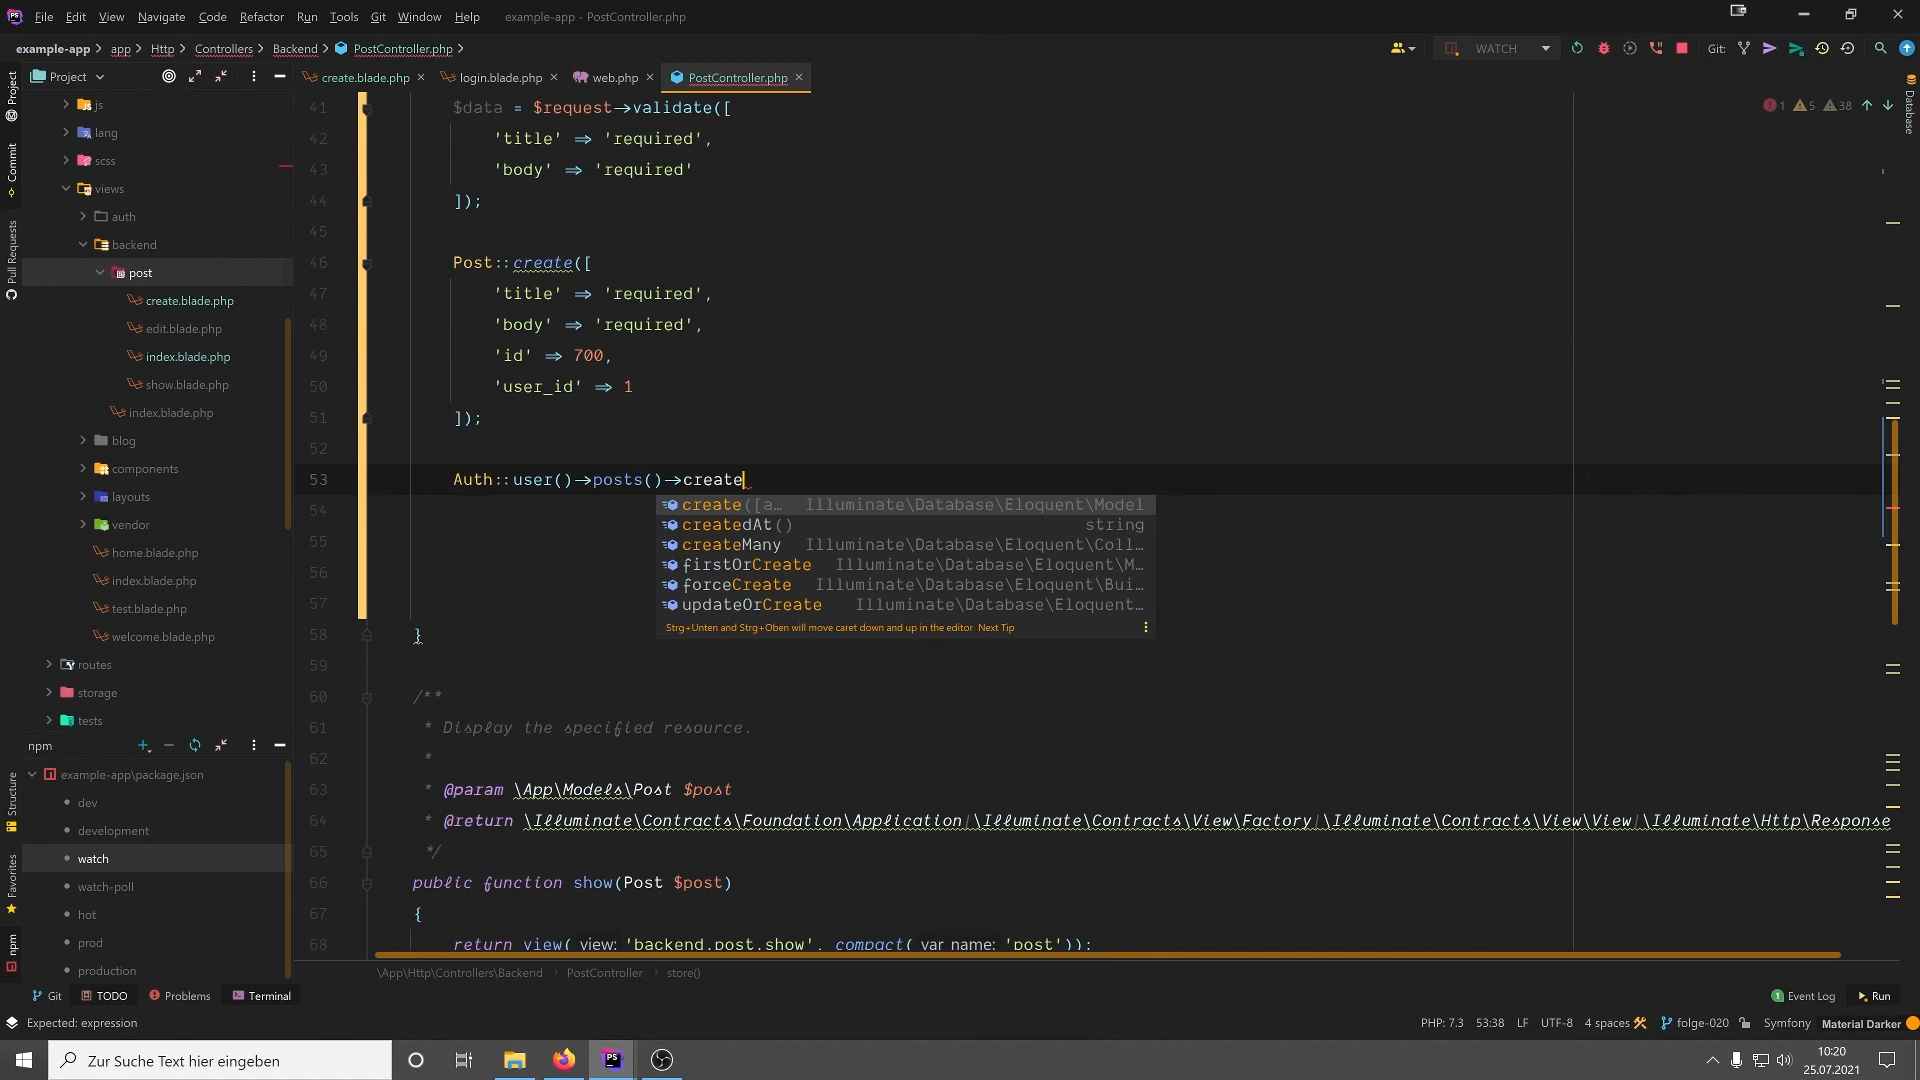 File Edit View Navigate Code Refactor Run Tools Git Window Help example-app - PostController.php
example-app app Http Controllers Backend PostController.php WATCH Git:
Project create.blade.php login.blade.php web.php PostController.php
js
lang
scss
views
auth
backend
post
create.blade.php
edit.blade.php
index.blade.php
show.blade.php
index.blade.php
blog
components
layouts
vendor
home.blade.php
index.blade.php
test.blade.php
welcome.blade.php
routes
storage
tests
npm
example-app\package.json
dev
development
watch
watch-poll
hot
prod
production
Project
Commit
Pull Requests
Structure
Favorites
npm
Database
1 5 38
41 $data = $request->validate([
42 'title' => 'required',
43 'body' => 'required'
44 ]);
45
46 Post::create([
47 'title' => 'required',
48 'body' => 'required',
49 'id' => 700,
50 'user_id' => 1
51 ]);
52
53 Auth::user()->posts()->create
54
55
56
57
58 }
59
60 /**
61 * Display the specified resource.
62 *
63 * @param \App\Models\Post $post
64 * @return \Illuminate\Contracts\Foundation\Application|\Illuminate\Contracts\View\Factory|\Illuminate\Contracts\View\View|\Illuminate\Http\Response
65 */
66 public function show(Post $post)
67 {
68 return view( view: 'backend.post.show', compact( var name: 'post'));
create([a… Illuminate\Database\Eloquent\Model
createdAt() string
createMany Illuminate\Database\Eloquent\Coll…
firstOrCreate Illuminate\Database\Eloquent\M…
forceCreate Illuminate\Database\Eloquent\Bui…
updateOrCreate Illuminate\Database\Eloquent…
Strg+Unten and Strg+Oben will move caret down and up in the editor Next Tip
\App\Http\Controllers\Backend PostController store()
Git TODO Problems Terminal 1 Event Log Run
Expected: expression PHP: 7.3 53:38 LF UTF-8 4 spaces folge-020 Symfony Material Darker
Zur Suche Text hier eingeben
10:20
25.07.2021